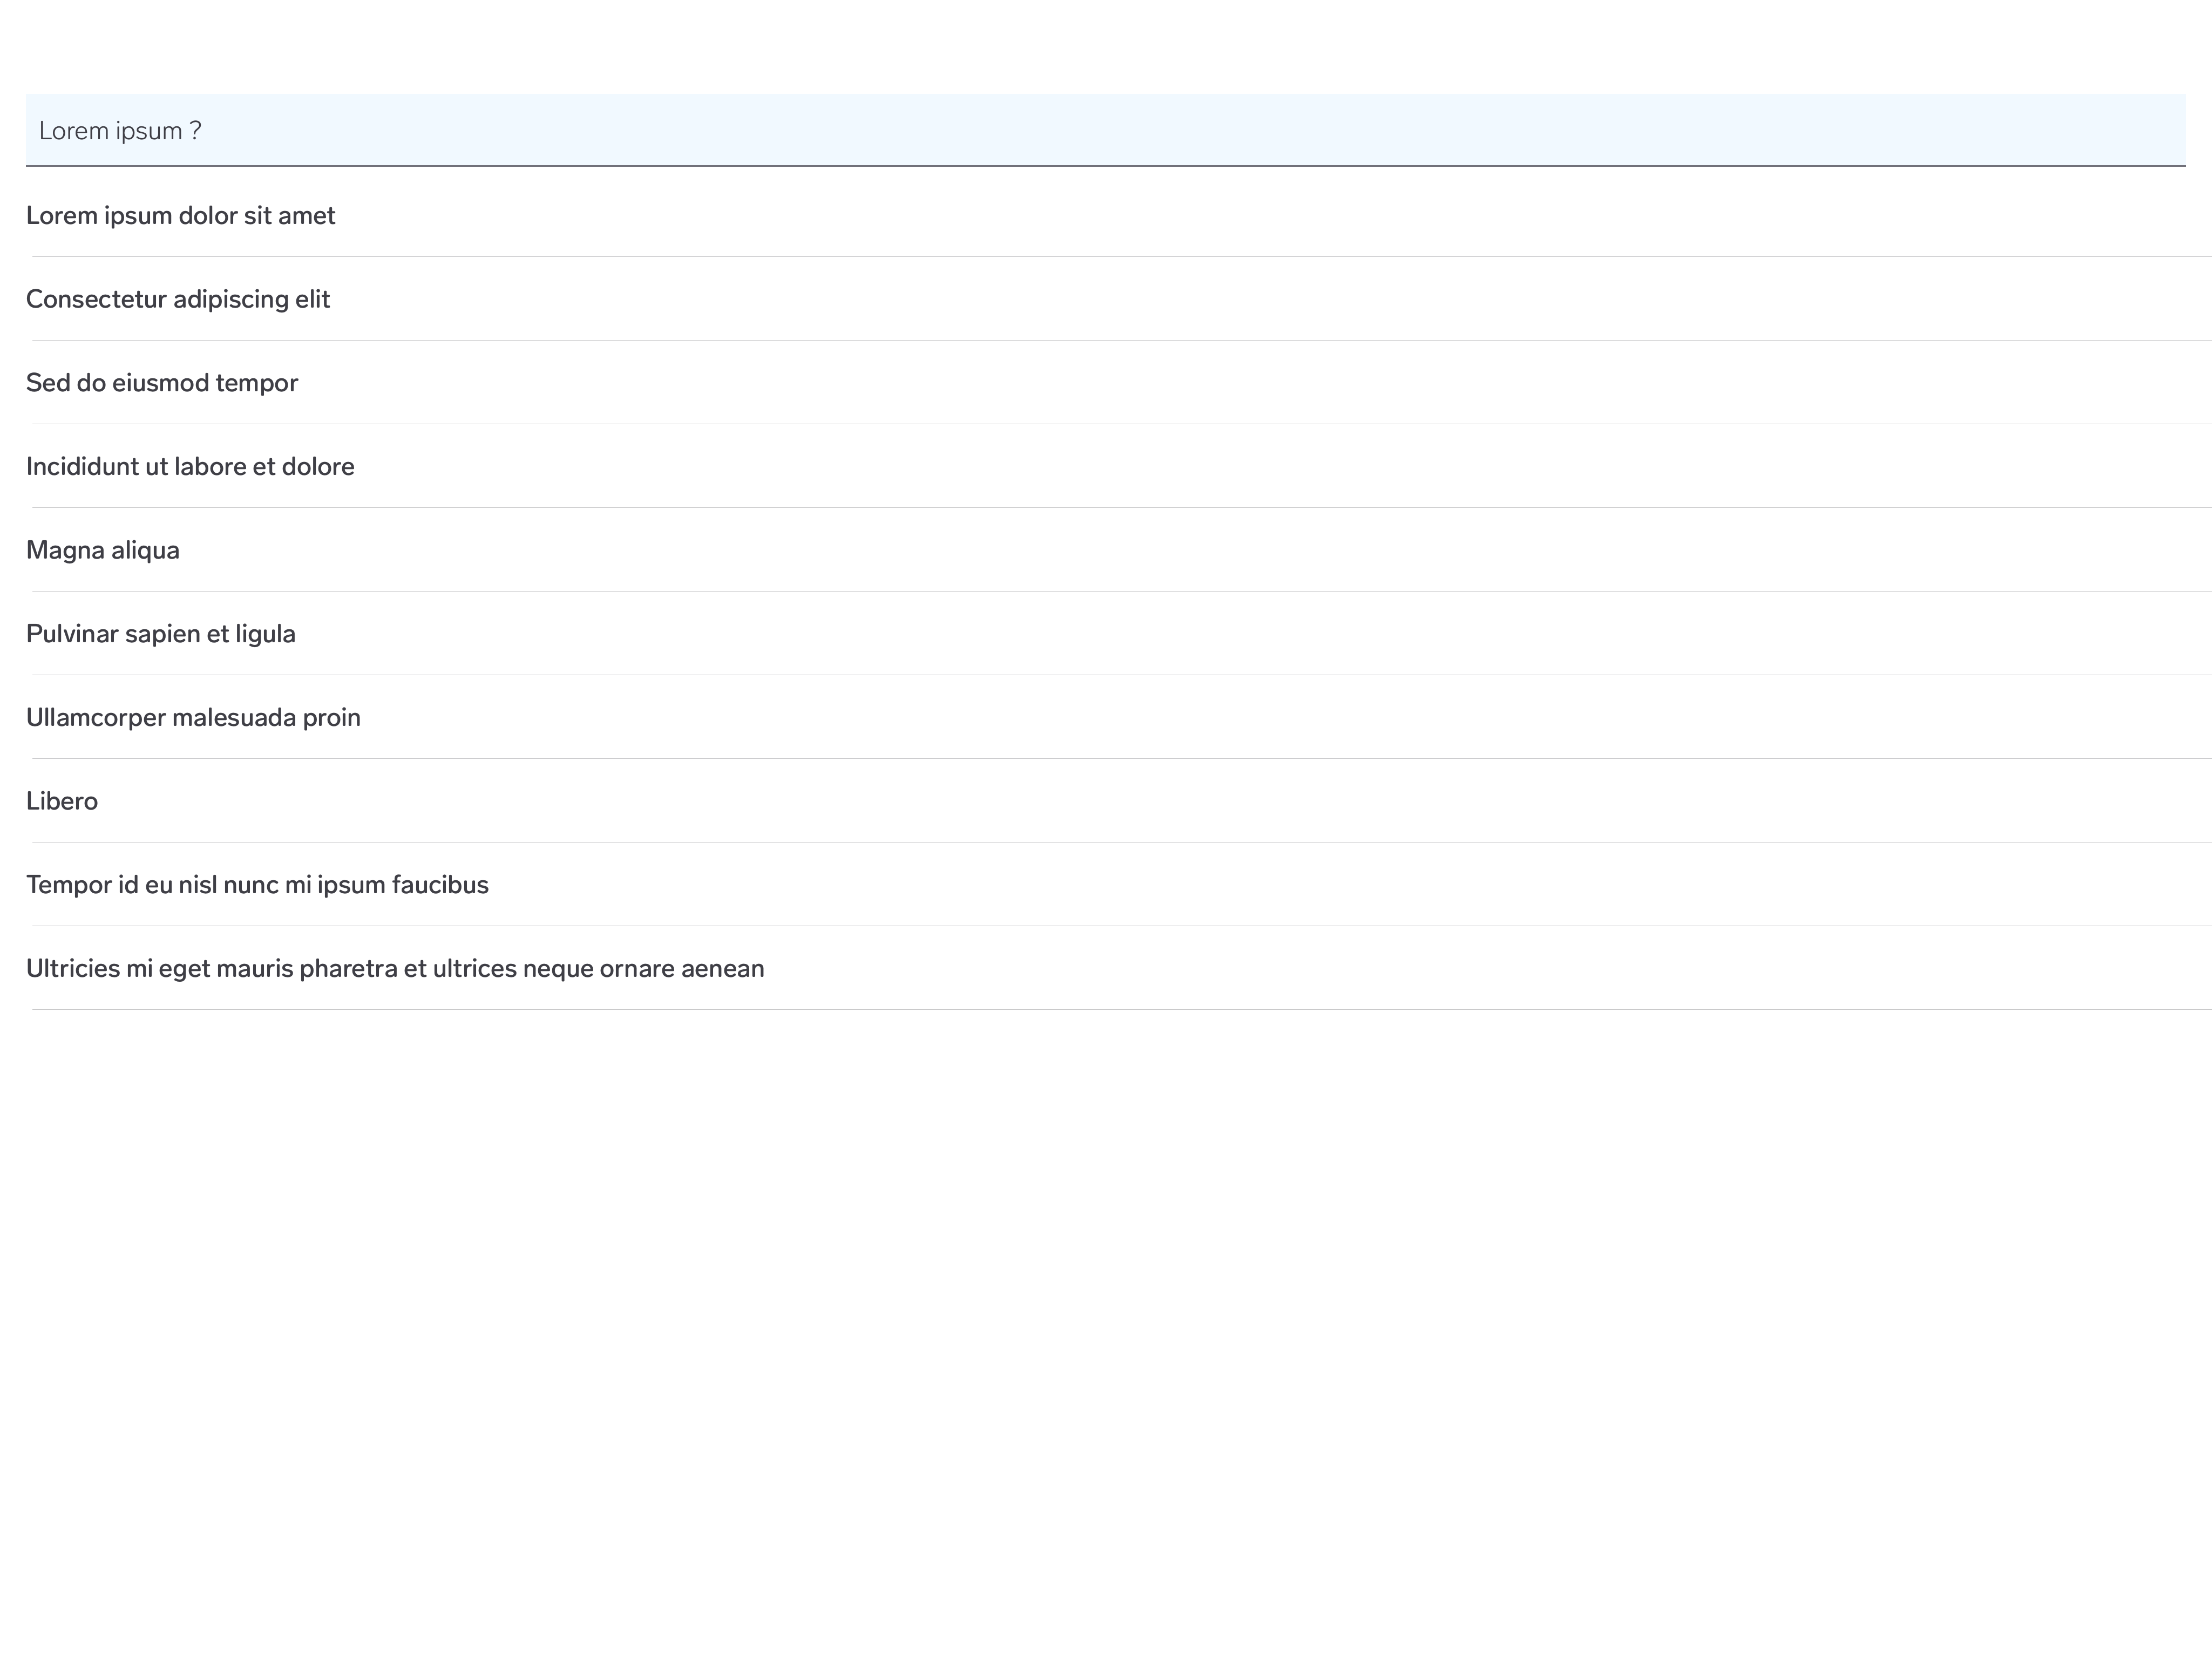 Lorem ipsum ?
Lorem ipsum dolor sit amet
Consectetur adipiscing elit
Sed do eiusmod tempor
Incididunt ut labore et dolore
Magna aliqua
Pulvinar sapien et ligula
Ullamcorper malesuada proin
Libero
Tempor id eu nisl nunc mi ipsum faucibus
Ultricies mi eget mauris pharetra et ultrices neque ornare aenean